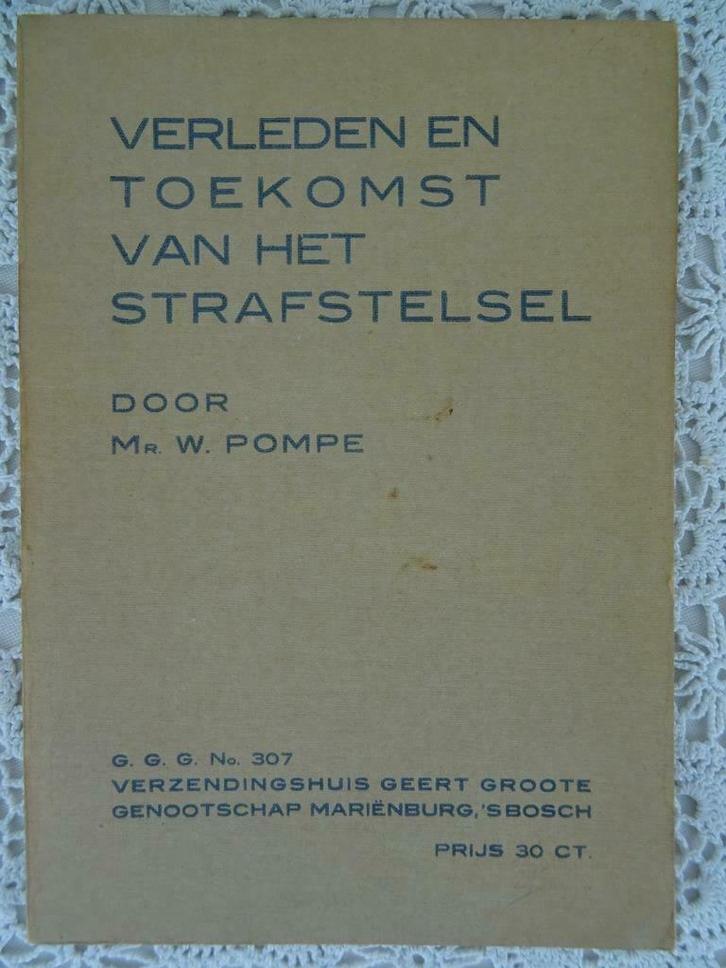 VERLEDEN EN
TOEKOMST
VAN HET
STRAFSTELSEL
DOOR
MR. W. POMPE
G. G. G. No. 307
VERZENDINGSHUIS GEERT GROOTE
GENOOTSCHAP MARIËNBURG, 'SBOSCH
PRIJS 30 CT.